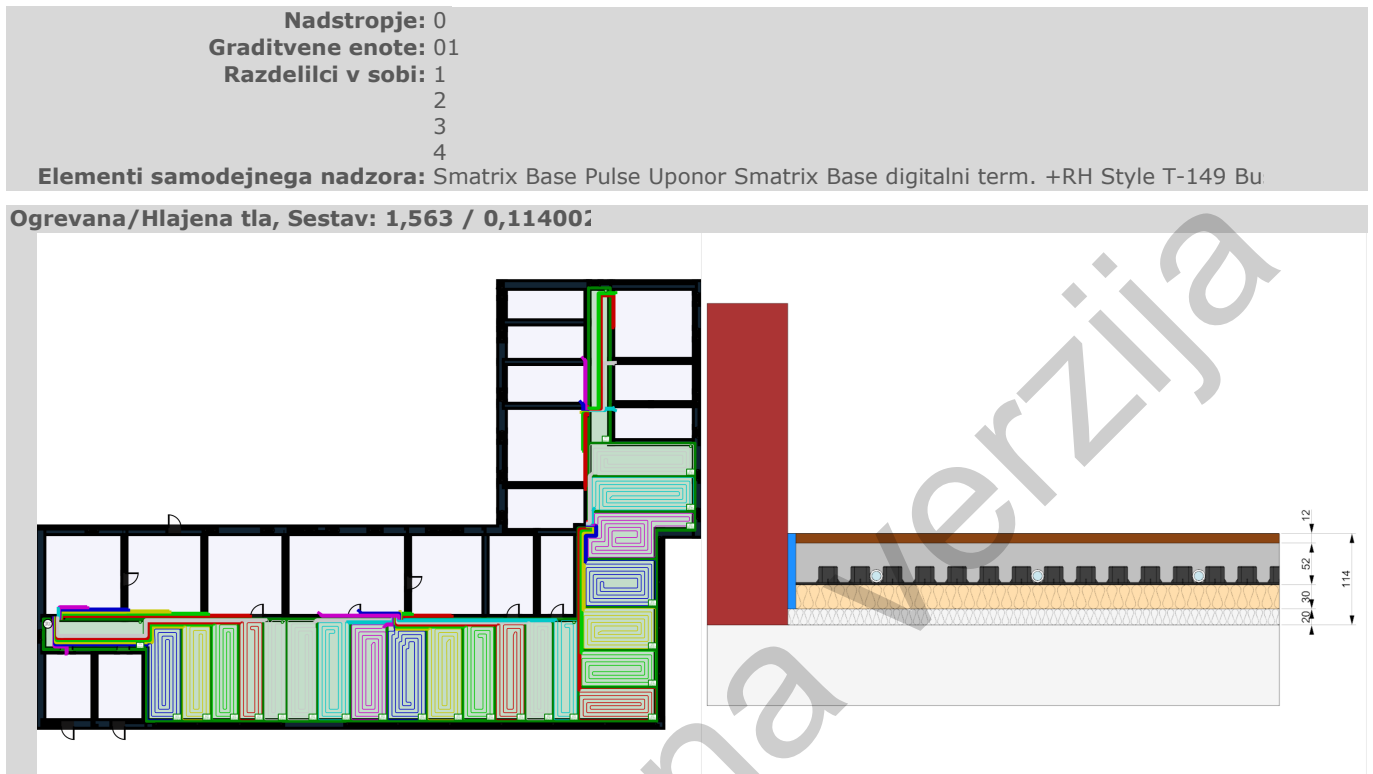 Nadstropje: 0
Graditvene enote: 01
Razdelilci v sobi: 1
2
3
4
Elementi samodejnega nadzora: Smatrix Base Pulse Uponor Smatrix Base digitalni term. +RH Style T-149 Bu
Ogrevana/Hlajena tla, Sestav: 1,563 / 0,114002
12
52
30
20
114
na verzija